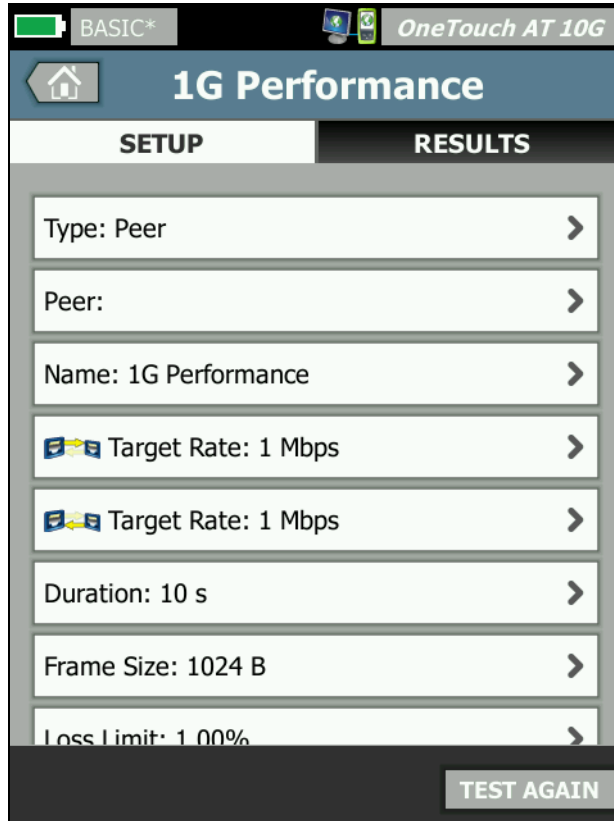 BASIC*
OneTouch AT 10G
1G Performance
SETUP
RESULTS
Type: Peer
Peer:
Name: 1G Performance
Target Rate: 1 Mbps
Target Rate: 1 Mbps
Duration: 10 s
Frame Size: 1024 B
Loss Limit: 1.00%
TEST AGAIN